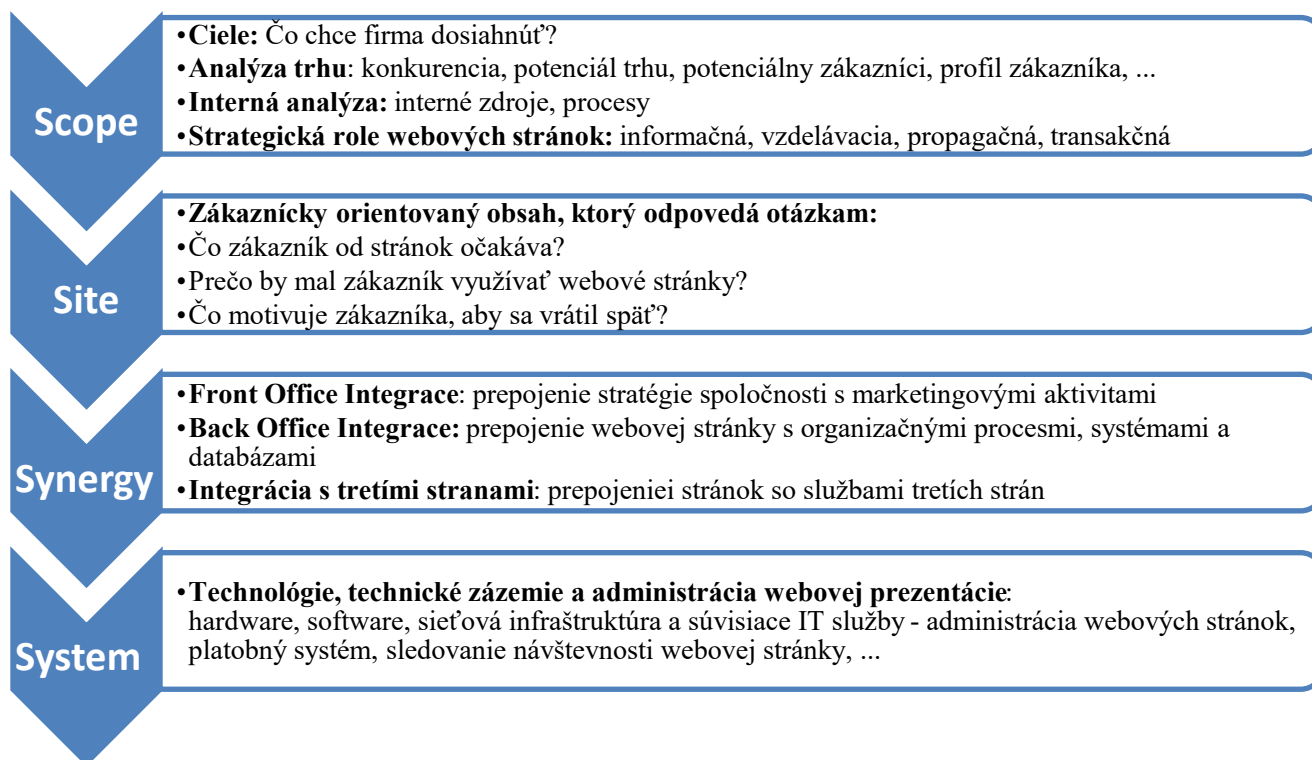 Scope
•Ciele: Čo chce firma dosiahnúť?
•Analýza trhu: konkurencia, potenciál trhu, potenciálny zákazníci, profil zákazníka, ...
•Interná analýza: interné zdroje, procesy
•Strategická role webových stránok: informačná, vzdelávacia, propagačná, transakčná
Site
•Zákaznícky orientovaný obsah, ktorý odpovedá otázkam:
•Čo zákazník od stránok očakáva?
•Prečo by mal zákazník využívať webové stránky?
•Čo motivuje zákazníka, aby sa vrátil späť?
Synergy
•Front Office Integrace: prepojenie stratégie spoločnosti s marketingovými aktivitami
•Back Office Integrace: prepojenie webovej stránky s organizačnými procesmi, systémami a
databázami
•Integrácia s tretími stranami: prepojeniei stránok so službami tretích strán
System
•Technológie, technické zázemie a administrácia webovej prezentácie:
hardware, software, sieťová infraštruktúra a súvisiace IT služby - administrácia webových stránok,
platobný systém, sledovanie návštevnosti webovej stránky, ...